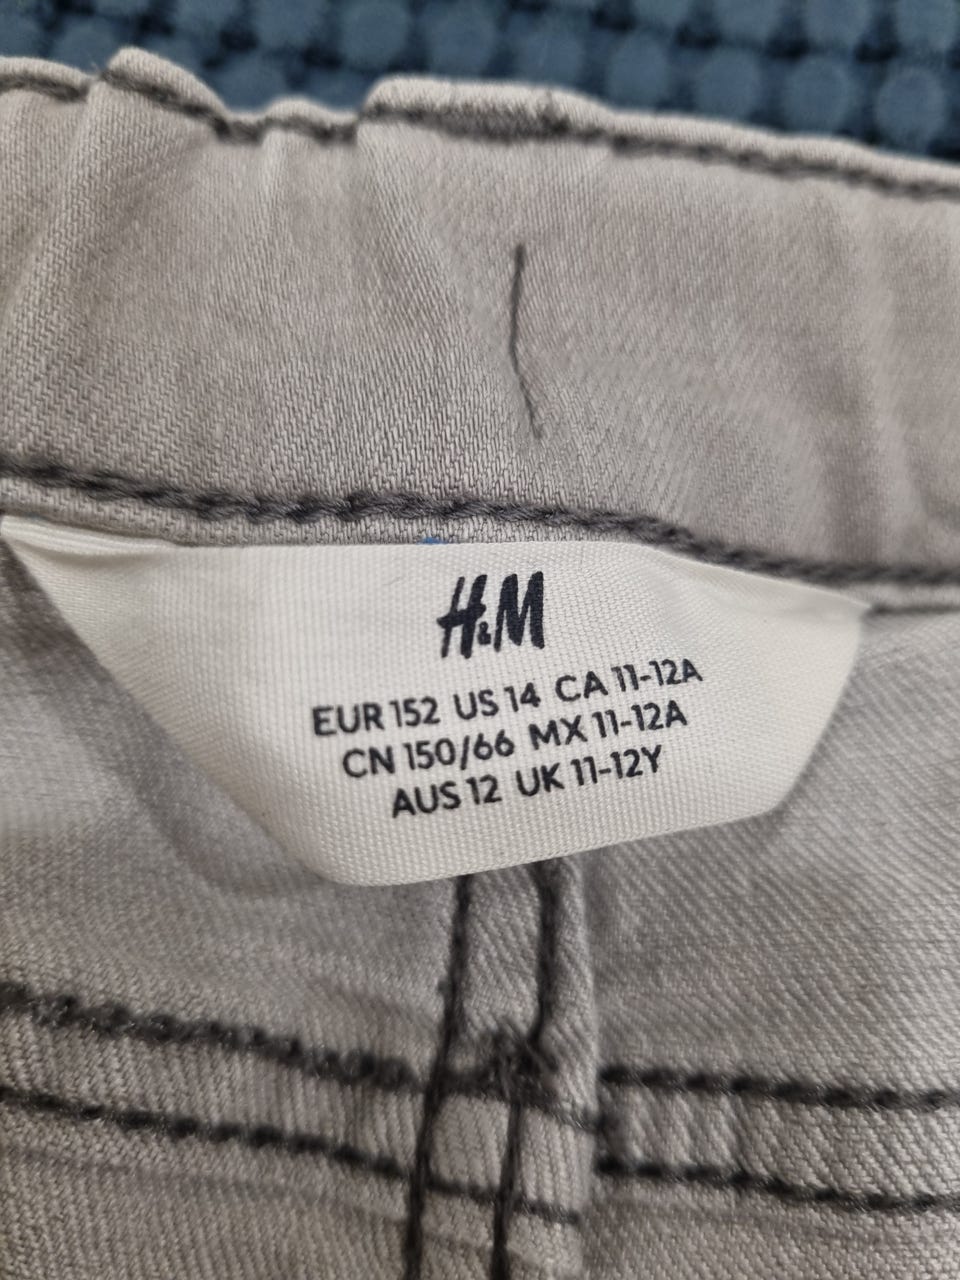 H&M
EUR 152 US 14 CA 11-12A
CN 150/66 MX 11-12A
AUS 12 UK 11-12Y